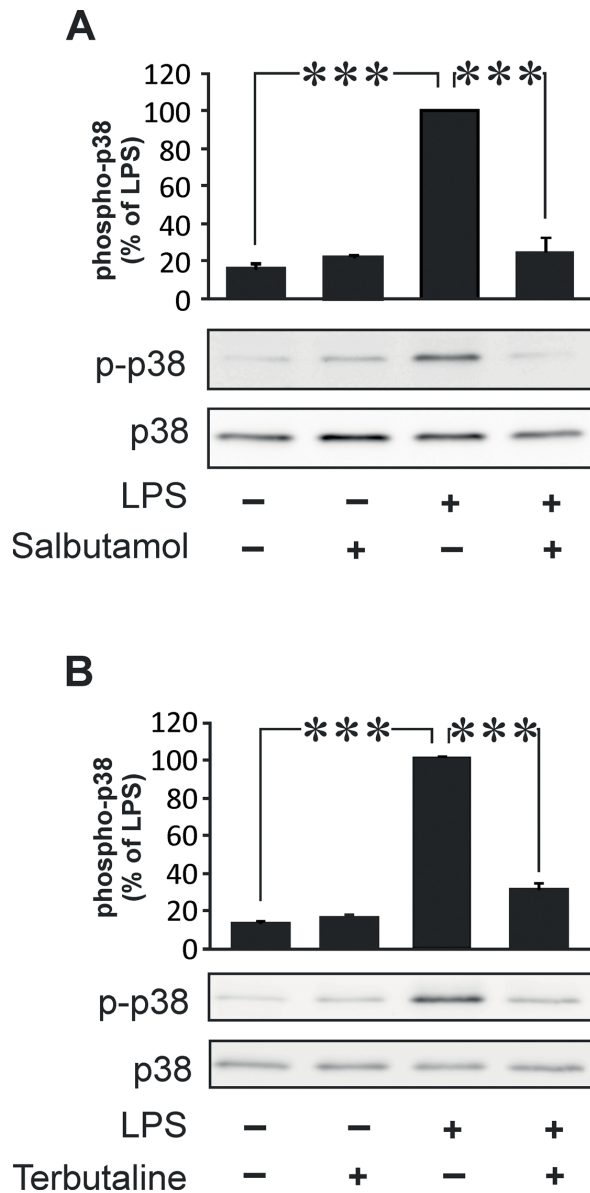 A
120
100
80
60
40
20
0
phospho-p38
(% of LPS)
*** ***
p-p38
p38
LPS − − + +
Salbutamol − + − +
B
120
100
80
60
40
20
0
phospho-p38
(% of LPS)
*** ***
p-p38
p38
LPS − − + +
Terbutaline − + − +